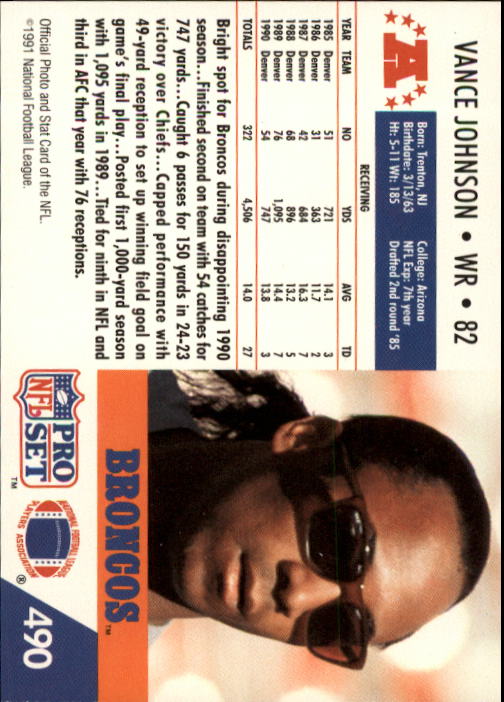 VANCE JOHNSON • WR • 82
A
Born: Trenton, NJ College: Arizona
Birthdate: 3/13/63 NFL Exp: 7th year
Ht: 5-11 Wt: 185 Drafted 2nd round '85
RECEIVING
YEAR TEAM NO YDS AVG TD
1985 Denver 51 721 14.1 3
1986 Denver 31 363 11.7 2
1987 Denver 42 684 16.3 7
1988 Denver 68 896 13.2 5
1989 Denver 76 1,095 14.4 7
1990 Denver 54 747 13.8 3
TOTALS 322 4,506 14.0 27
Bright spot for Broncos during disappointing 1990
season...Finished second on team with 54 catches for
747 yards...Caught 6 passes for 150 yards in 24-23
victory over Chiefs...Capped performance with
49-yard reception to set up winning field goal on
game's final play...Posted first 1,000-yard season
with 1,095 yards in 1989...Tied for ninth in NFL and
third in AFC that year with 76 receptions.
Official Photo and Stat Card of the NFL.
©1991 National Football League.
BRONCOS™
PRO
NFL SET
™
NATIONAL FOOTBALL LEAGUE
PLAYERS ASSOCIATION
®
490